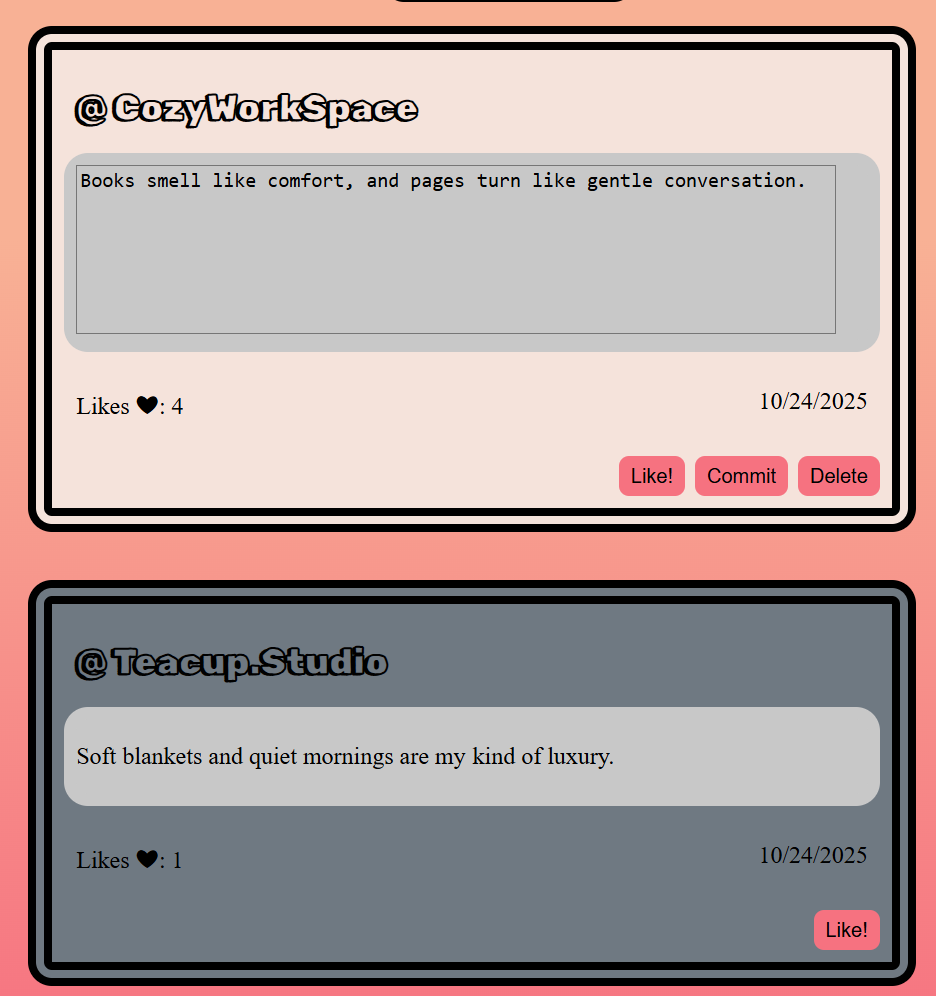 @ CozyWorkSpace
Books smell like comfort, and pages turn like gentle conversation.
Likes ♥: 4
10/24/2025
Like! Commit Delete
@ Teacup.Studio
Soft blankets and quiet mornings are my kind of luxury.
Likes ♥: 1
10/24/2025
Like!